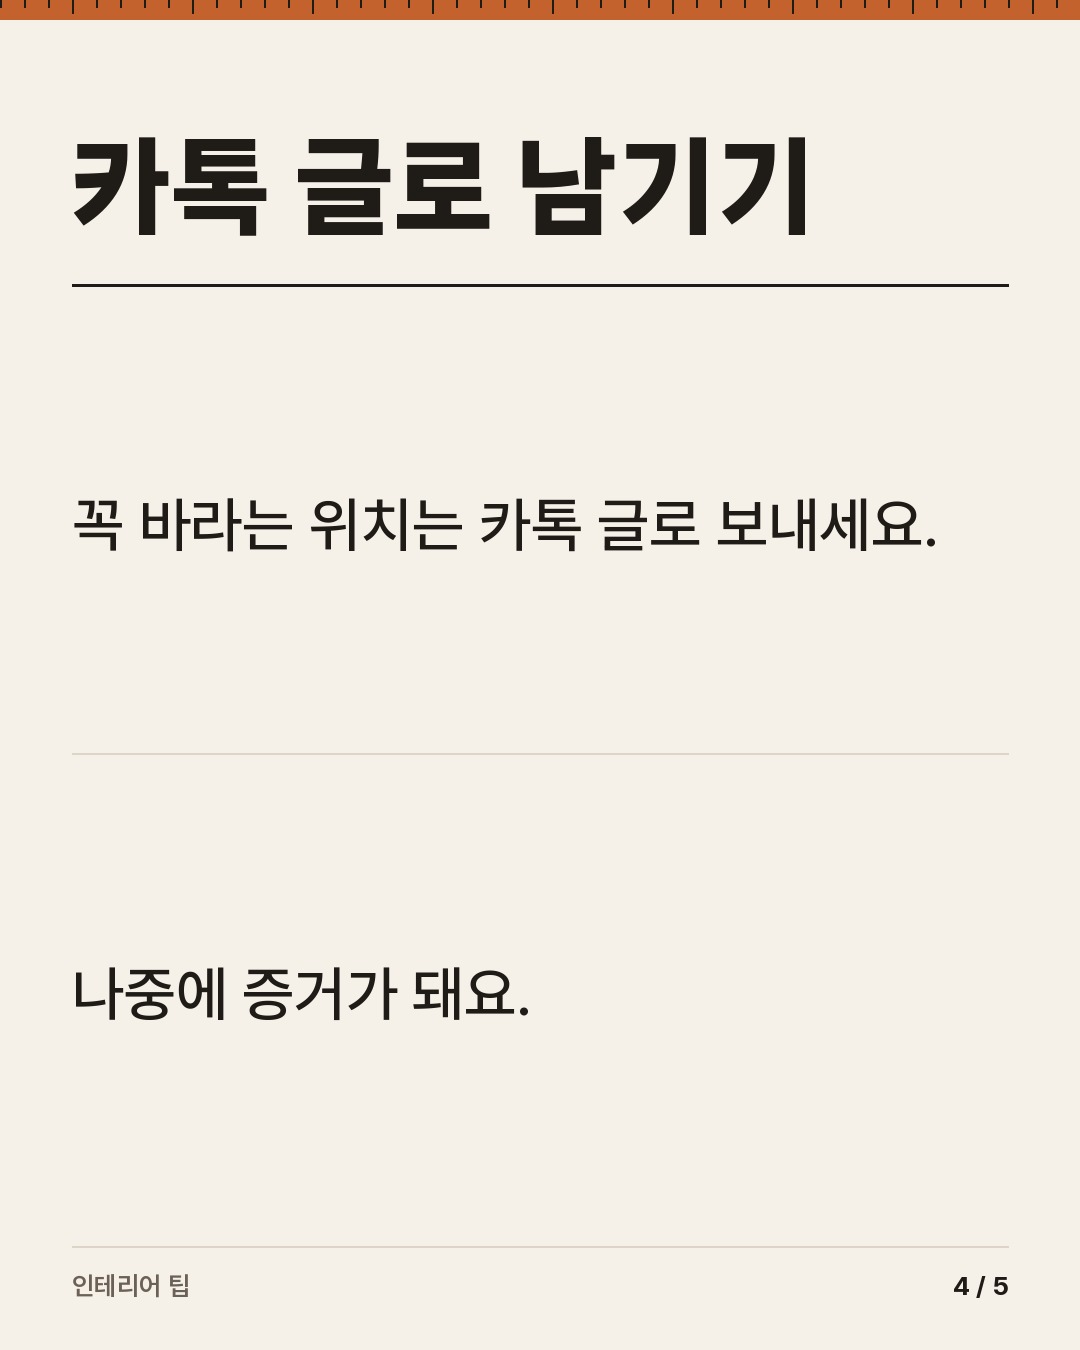 카톡 글로 남기기
꼭 바라는 위치는 카톡 글로 보내세요.
나중에 증거가 돼요.
인테리어 팁
4 / 5